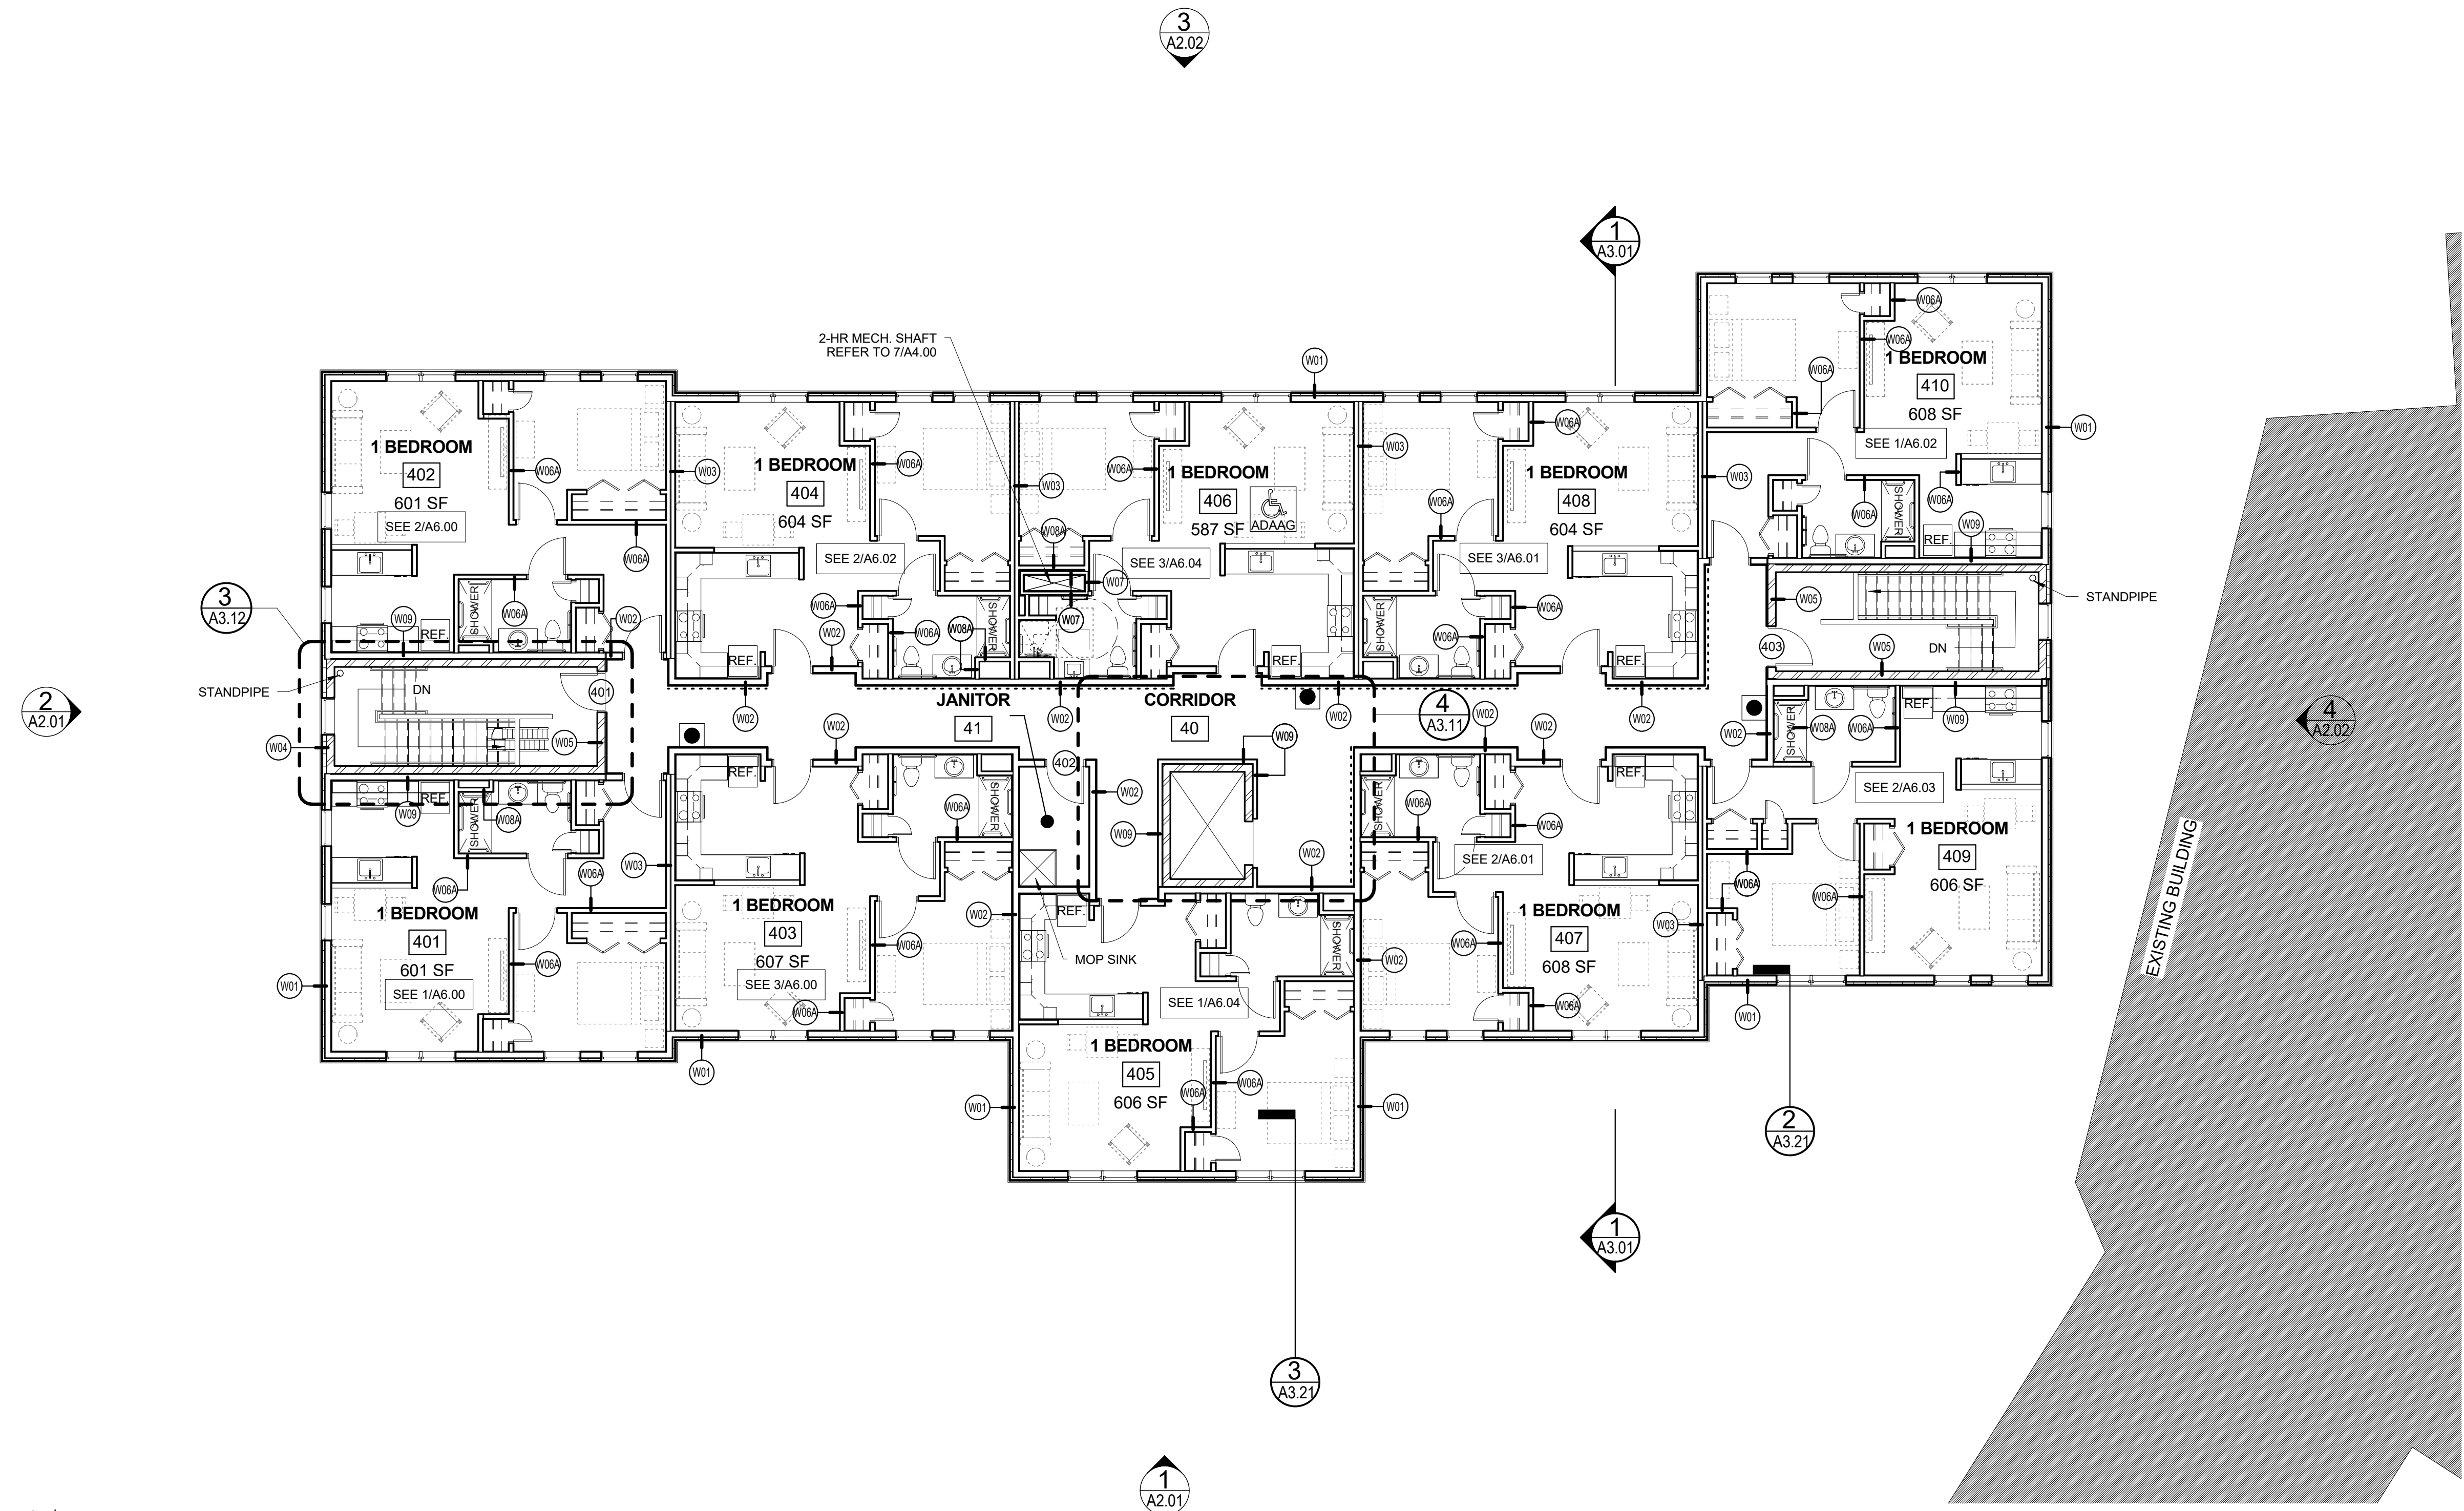 3
A2.02
1
A3.01
2-HR MECH. SHAFT
REFER TO 7/A4.00
W01
W06A
W06A
1 BEDROOM
410
608 SF
W06A
SEE 1/A6.02
W01
W03
W06A
W06A
SHOWER
REF.
W09
1 BEDROOM
402
601 SF
SEE 2/A6.00
W06A
W06A
W03
1 BEDROOM
404
604 SF
W06A
SEE 2/A6.02
W03
W06A
1 BEDROOM
406
587 SF
ADAAG
W08A
SEE 3/A6.04
W03
W06A
W06A
1 BEDROOM
408
604 SF
SEE 3/A6.01
3
A3.12
SHOWER
W06A
W09
REF.
W02
W06A
W02
W06A
W08A
SHOWER
REF.
W07
W07
REF.
SHOWER
W06A
W06A
REF.
W05
STANDPIPE
403
W05
DN
STANDPIPE
DN
401
2
A2.01
W04
W05
W02
W02
JANITOR
41
W02
CORRIDOR
40
W02
4
A3.11
W02
W02
W02
W02
SHOWER
W08A
W06A
REF.
W09
4
A2.02
W09
REF.
SHOWER
W08A
W03
REF.
W06A
SHOWER
402
W02
W09
W09
W09
W02
SHOWER
W06A
W06A
REF.
SEE 2/A6.01
SEE 2/A6.03
1 BEDROOM
409
606 SF
W06A
W06A
EXISTING BUILDING
W06A
W06A
1 BEDROOM
401
601 SF
SEE 1/A6.00
W01
W06A
1 BEDROOM
403
607 SF
SEE 3/A6.00
W06A
W06A
W02
REF.
MOP SINK
SHOWER
W02
SEE 1/A6.04
W06A
1 BEDROOM
407
608 SF
W06A
W03
W01
W01
1 BEDROOM
405
606 SF
W06A
W06A
W01
W01
2
A3.21
1
A3.01
3
A3.21
1
A2.01